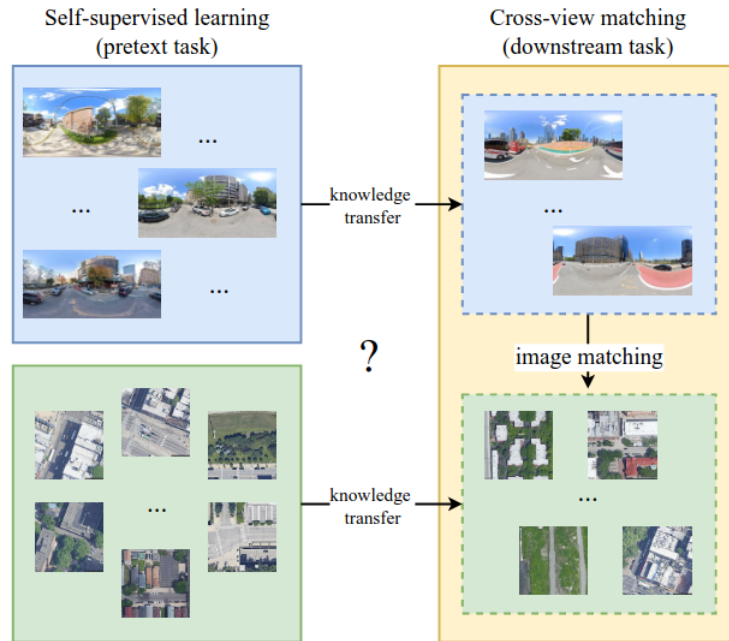 Self-supervised learning
(pretext task)
Cross-view matching
(downstream task)
...
...
...
knowledge
transfer
...
?
image matching
...
knowledge
transfer
...